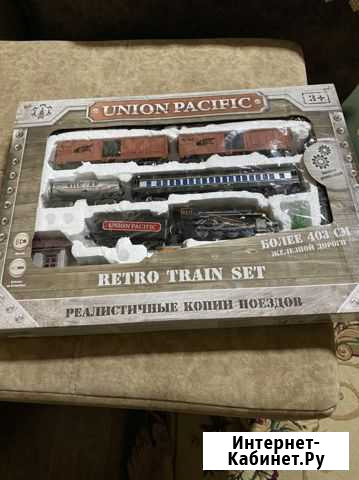 UNION PACIFIC
3+
UNION PACIFIC
БОЛЕЕ 403 СМ
ЖЕЛЕЗНОЙ ДОРОГИ
RETRO TRAIN SET
РЕАЛИСТИЧНЫЕ КОПИИ ПОЕЗДОВ
Интернет-
Кабинет.Ру